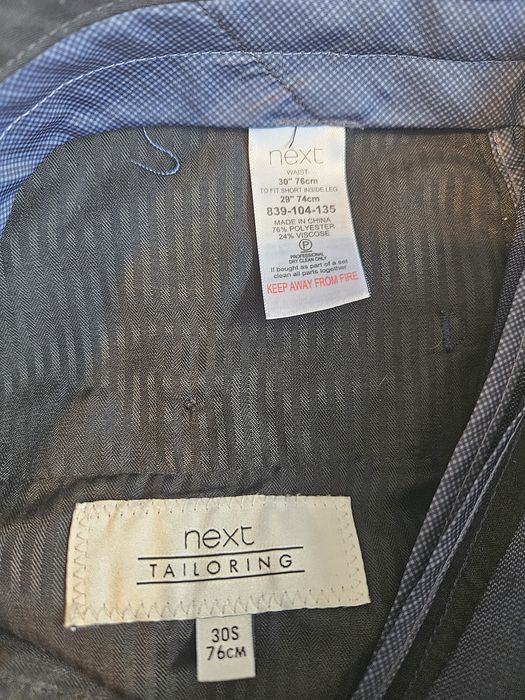 next
WAIST
30" 76cm
TO FIT SHORT INSIDE LEG
29" 74cm
839-104-135
MADE IN CHINA
76% POLYESTER
24% VISCOSE
P
PROFESSIONAL
DRY CLEAN ONLY
If bought as part of a set
clean all parts together
KEEP AWAY FROM FIRE
next
TAILORING
30S
76CM